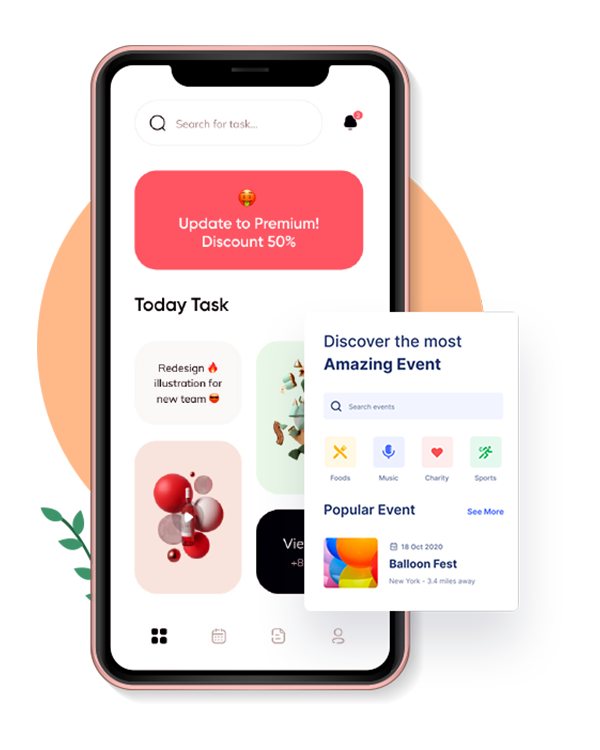 Search for task...
3
Update to Premium!
Discount 50%
Today Task
Redesign 🔥
illustration for
new team 😎
Discover the most
Amazing Event
Search events
Foods
Music
Charity
Sports
Popular Event
See More
18 Oct 2020
Balloon Fest
New York - 3.4 miles away